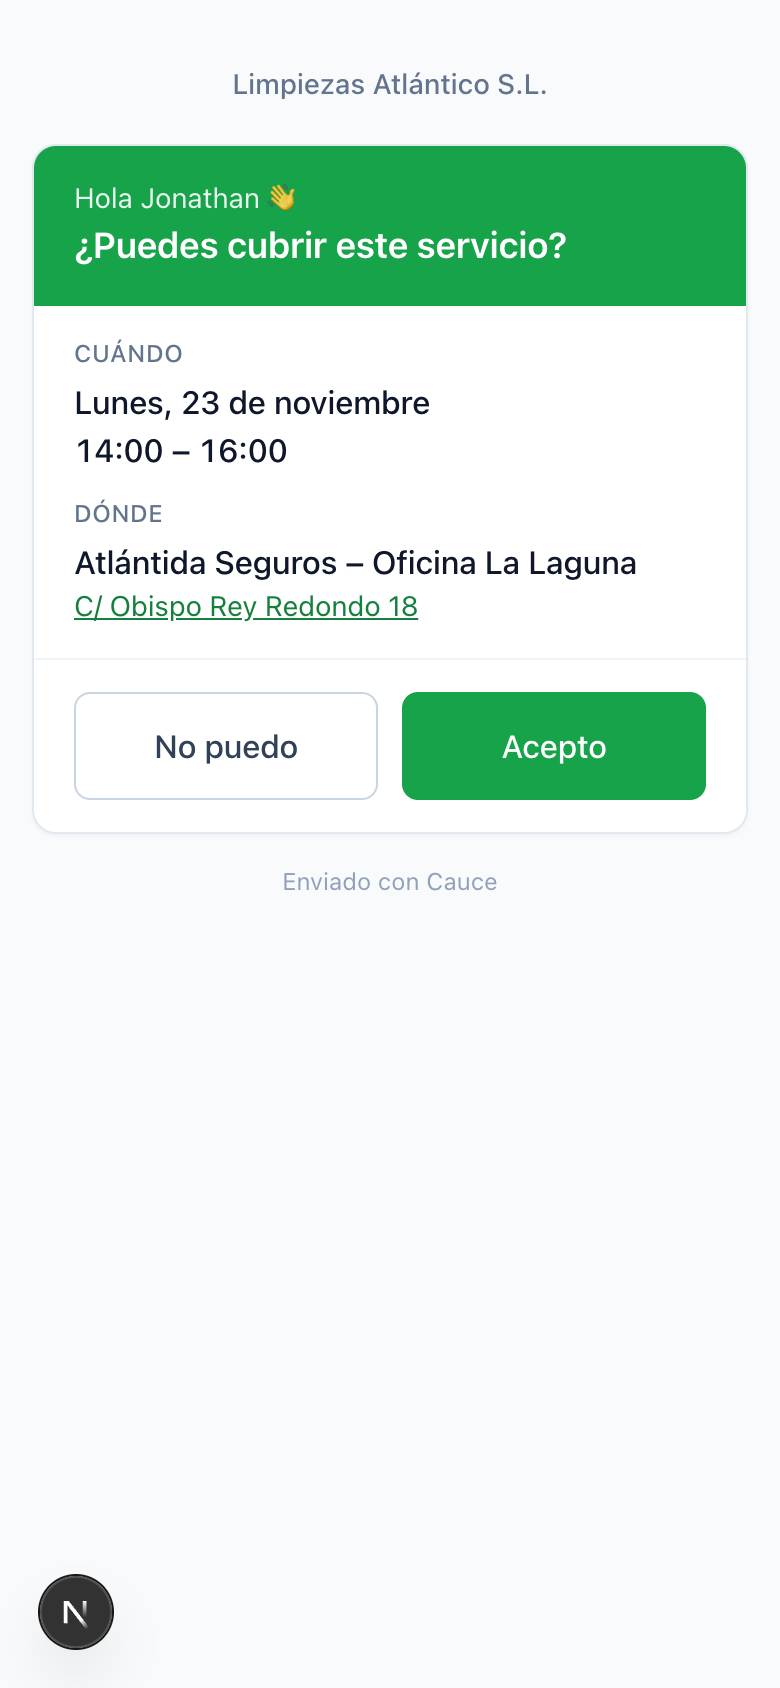 Limpiezas Atlántico S.L.
Hola Jonathan 👋
¿Puedes cubrir este servicio?
CUÁNDO
Lunes, 23 de noviembre
14:00 – 16:00
DÓNDE
Atlántida Seguros – Oficina La Laguna
C/ Obispo Rey Redondo 18
No puedo
Acepto
Enviado con Cauce
N